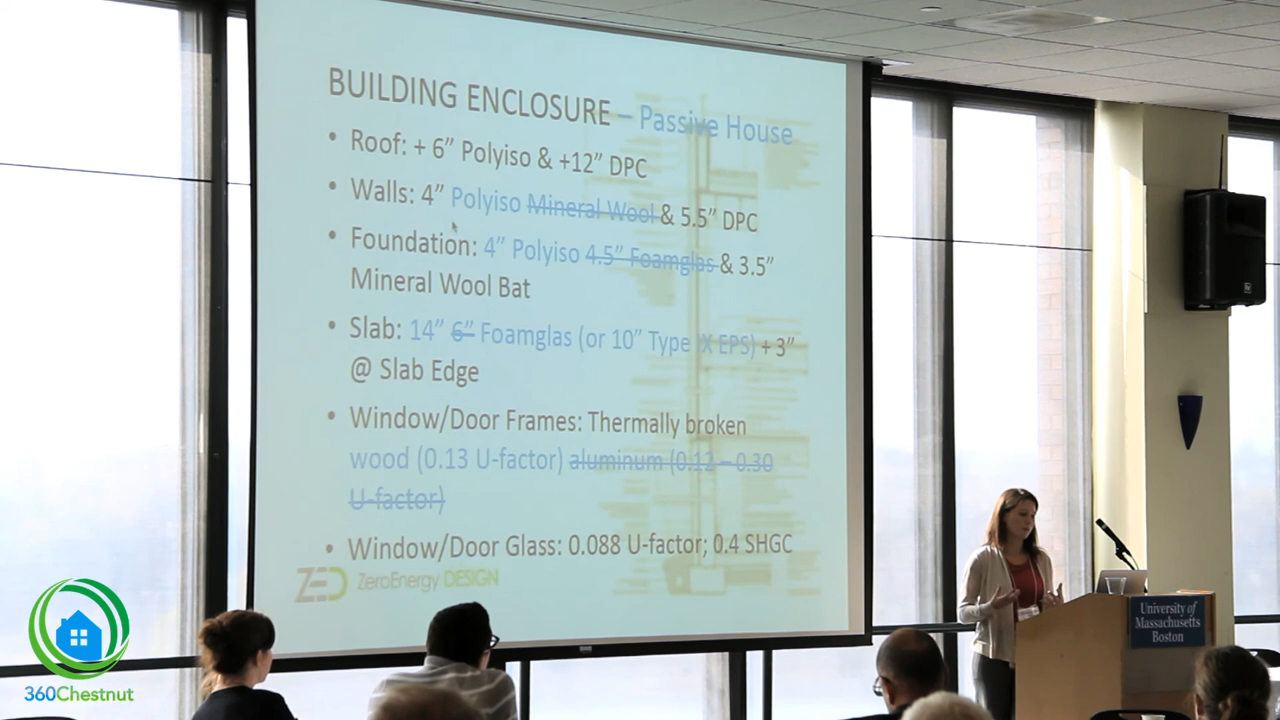 BUILDING ENCLOSURE – Passive House
• Roof: + 6” Polyiso & +12” DPC
• Walls: 4” Polyiso Mineral Wool & 5.5” DPC
• Foundation: 4” Polyiso 4.5” Foamglas & 3.5”
Mineral Wool Bat
• Slab: 14” 6” Foamglas (or 10” Type IX EPS) + 3”
@ Slab Edge
• Window/Door Frames: Thermally broken
wood (0.13 U-factor) aluminum (0.12 – 0.30
U-factor)
• Window/Door Glass: 0.088 U-factor; 0.4 SHGC
ZED ZeroEnergy DESIGN
University of
Massachusetts
Boston
360Chestnut